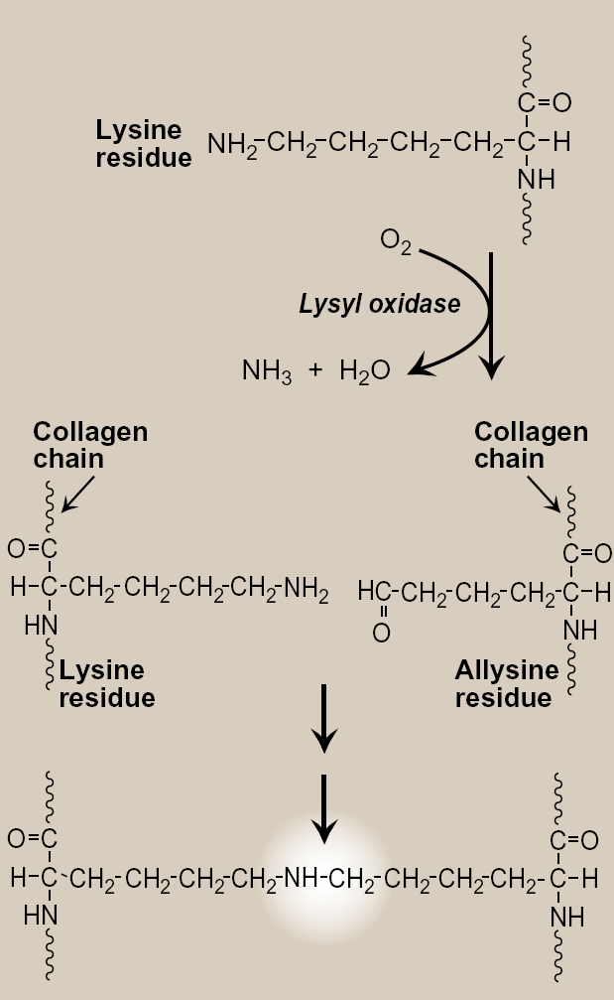 C=O
Lysine
residue
NH₂-CH₂-CH₂-CH₂-CH₂-C-H
NH
O₂
Lysyl oxidase
NH₃ + H₂O
Collagen
chain
Collagen
chain
O=C
C=O
H-C-CH₂-CH₂-CH₂-CH₂-NH₂
HC-CH₂-CH₂-CH₂-C-H
O
HN
NH
Lysine
residue
Allysine
residue
O=C
C=O
H-C-CH₂-CH₂-CH₂-CH₂-NH-CH₂-CH₂-CH₂-CH₂-C-H
HN
NH